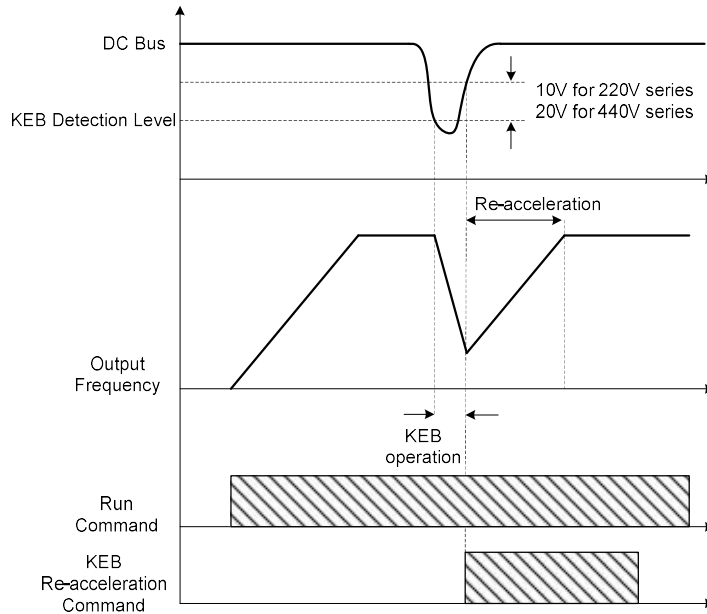 DC Bus
10V for 220V series
20V for 440V series
KEB Detection Level
Re-acceleration
Output
Frequency
KEB
operation
Run
Command
KEB
Re-acceleration
Command